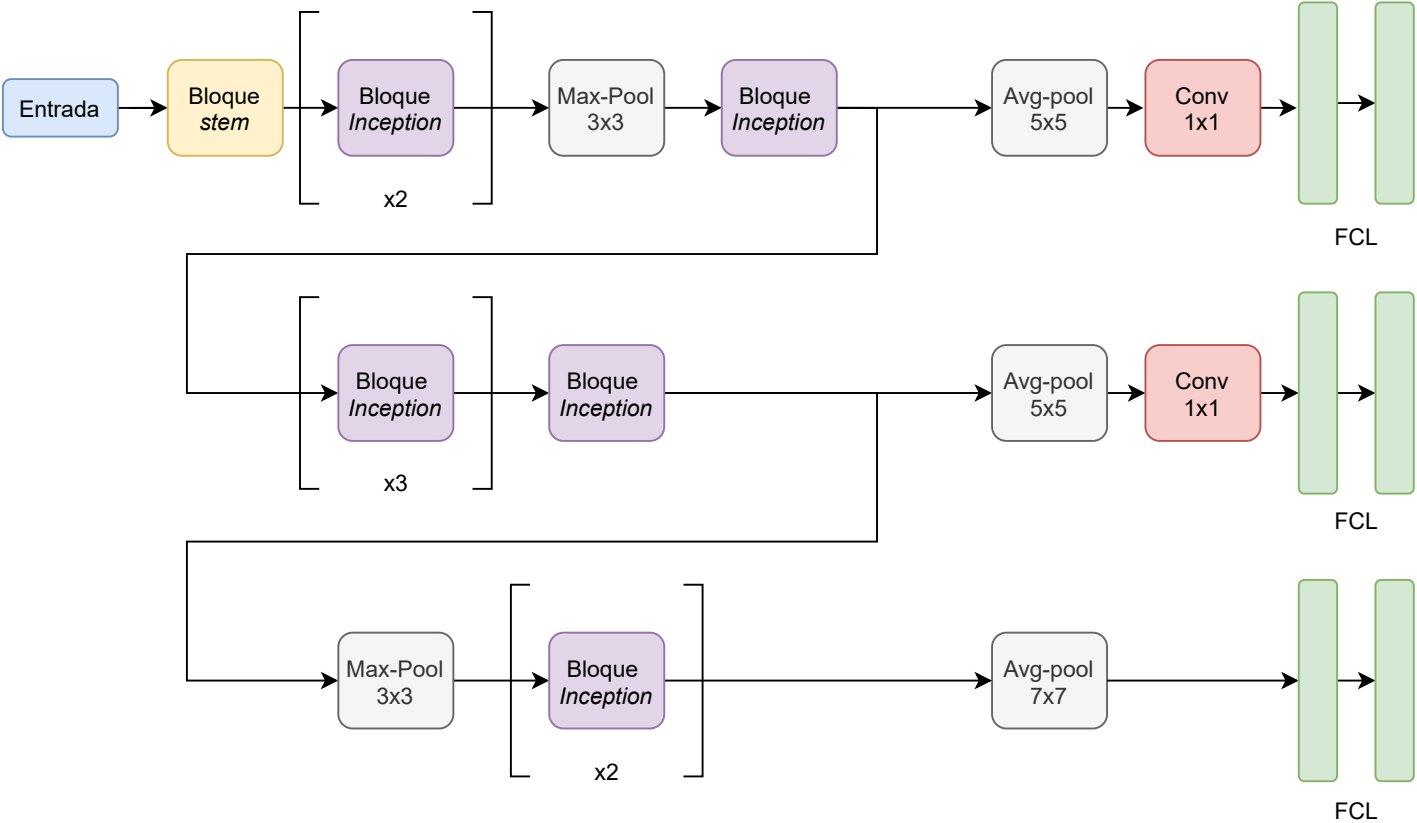 Entrada
Bloque
stem
Bloque
Inception
x2
Max-Pool
3x3
Bloque
Inception
Avg-pool
5x5
Conv
1x1
FCL
Bloque
Inception
x3
Bloque
Inception
Avg-pool
5x5
Conv
1x1
FCL
Max-Pool
3x3
Bloque
Inception
x2
Avg-pool
7x7
FCL